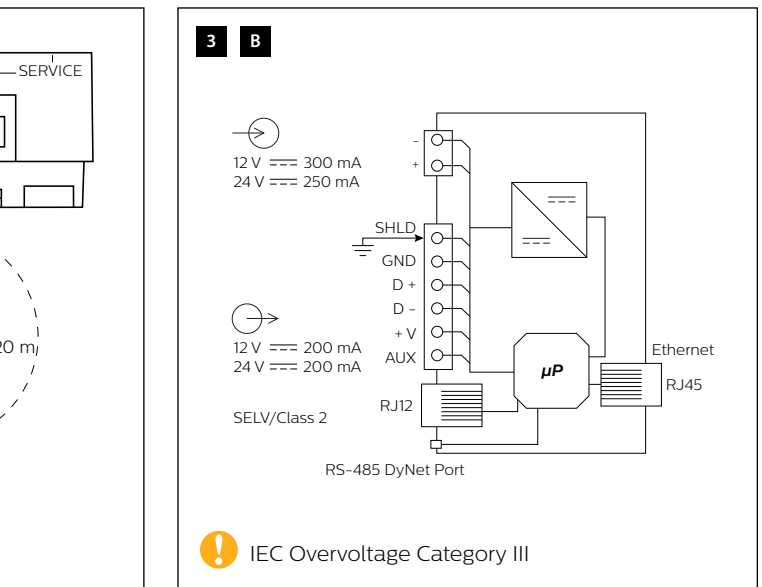 SERVICE
20 m
3 B
12 V 300 mA
24 V 250 mA
-
+
SHLD
GND
D +
D -
+ V
AUX
12 V 200 mA
24 V 200 mA
SELV/Class 2
RJ12
µP
Ethernet
RJ45
RS-485 DyNet Port
! IEC Overvoltage Category III